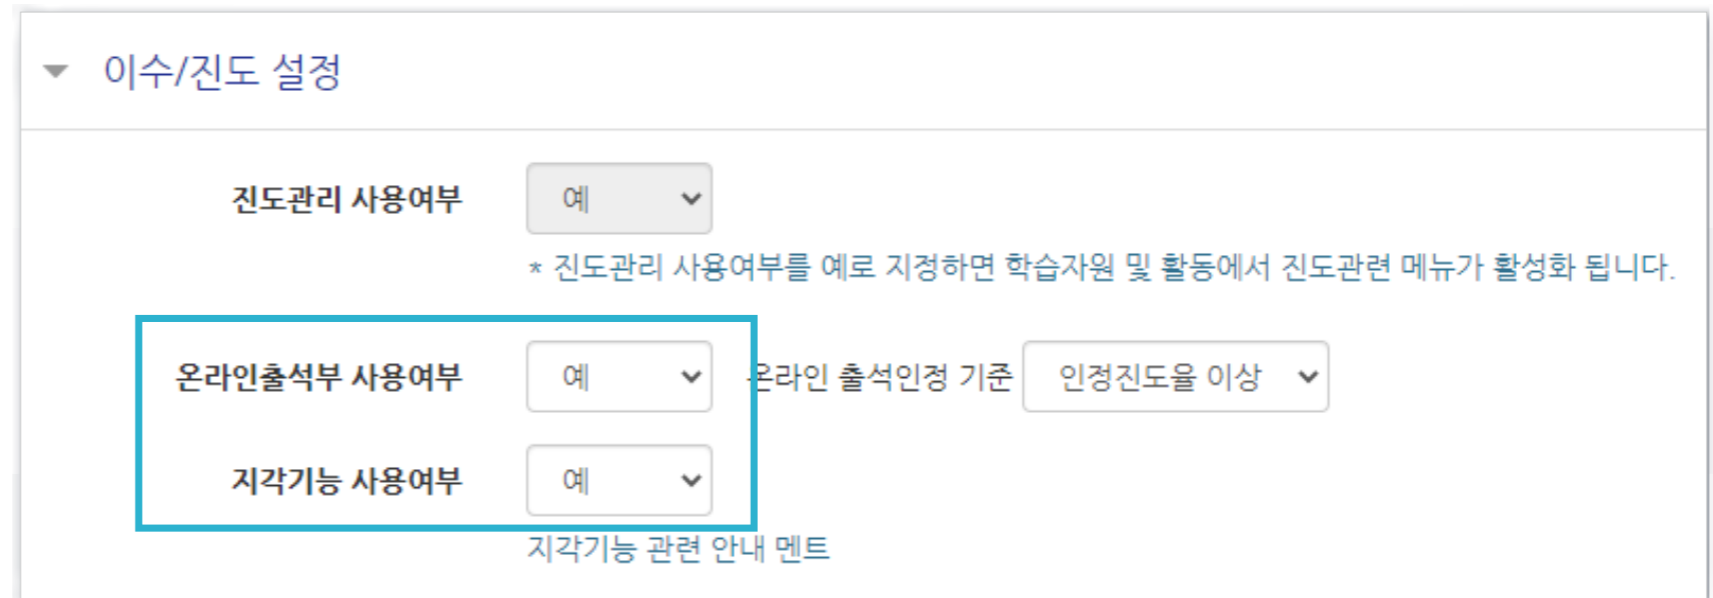 이수/진도 설정
진도관리 사용여부 예
* 진도관리 사용여부를 예로 지정하면 학습자원 및 활동에서 진도관련 메뉴가 활성화 됩니다.
온라인출석부 사용여부 예 온라인 출석인정 기준 인정진도율 이상
지각기능 사용여부 예
지각기능 관련 안내 멘트